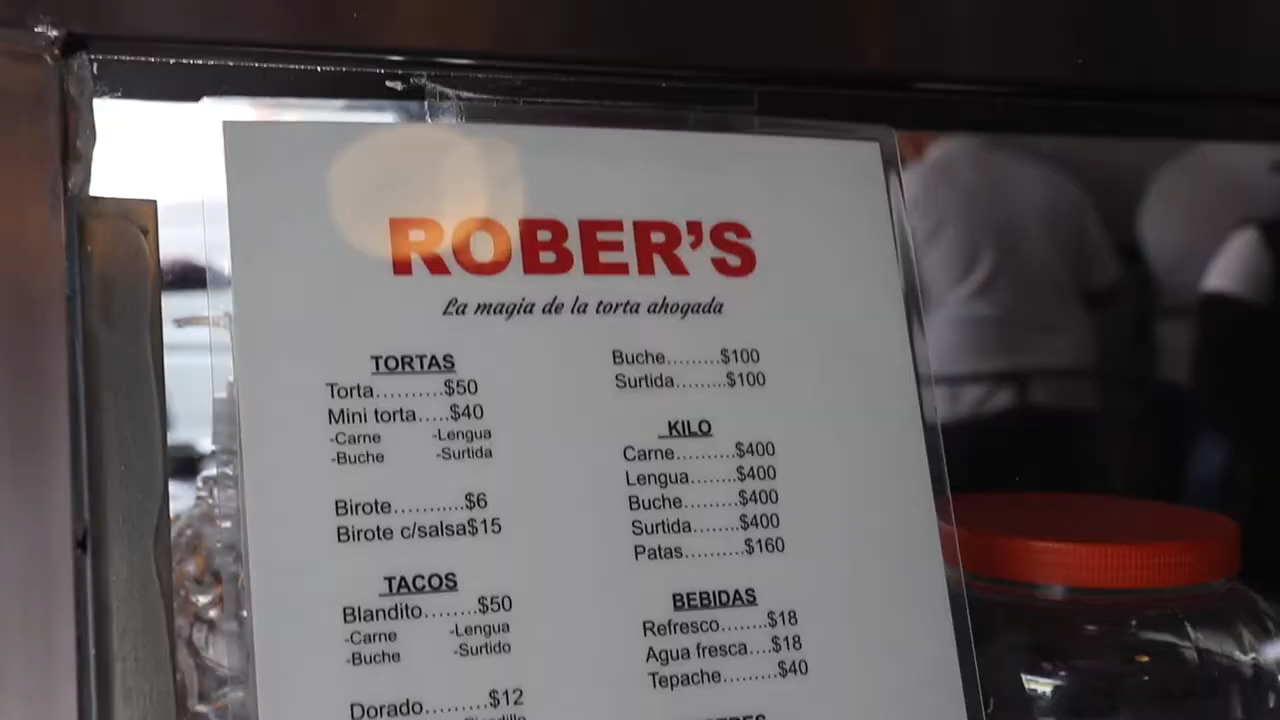 ROBER'S
La magia de la torta ahogada
TORTAS
Torta..........$50
Mini torta.....$40
-Carne -Lengua
-Buche -Surtida
Birote...........$6
Birote c/salsa$15
TACOS
Blandito........$50
-Carne -Lengua
-Buche -Surtido
Dorado.........$12
Buche.........$100
Surtida.........$100
KILO
Carne..........$400
Lengua........$400
Buche..........$400
Surtida........$400
Patas..........$160
BEBIDAS
Refresco........$18
Agua fresca....$18
Tepache.........$40